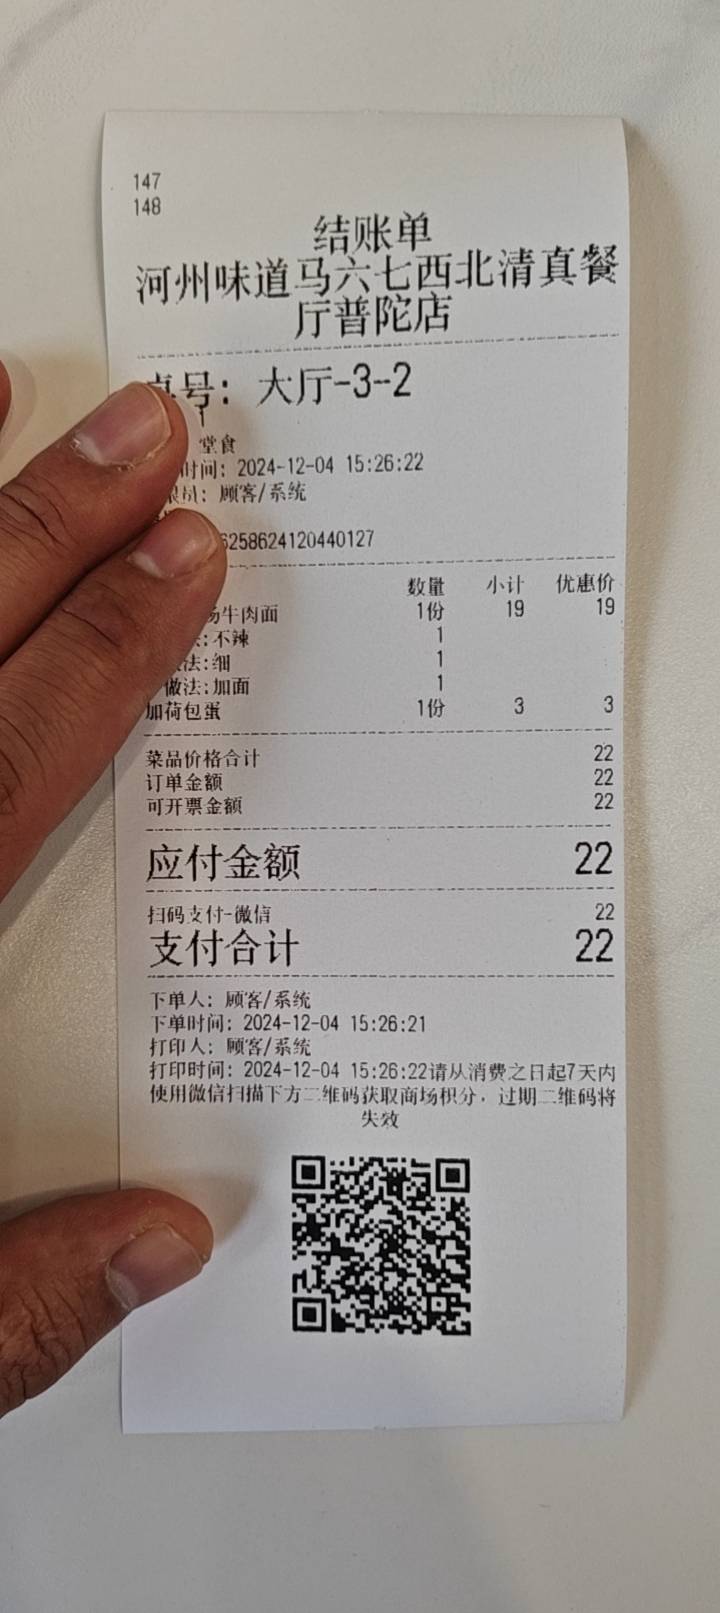 147
148
结账单
河州味道马六七西北清真餐
厅普陀店
桌号: 大厅-3-2
堂食
时间: 2024-12-04 15:26:22
员: 顾客/系统
258624120440127
数量 小计 优惠价
牛肉面 1份 19 19
:不辣 1
法:细 1
做法:加面 1
加荷包蛋 1份 3 3
菜品价格合计 22
订单金额 22
可开票金额 22
应付金额 22
扫码支付-微信 22
支付合计 22
下单人: 顾客/系统
下单时间: 2024-12-04 15:26:21
打印人: 顾客/系统
打印时间: 2024-12-04 15:26:22请从消费之日起7天内
使用微信扫描下方二维码获取商场积分，过期二维码将
失效